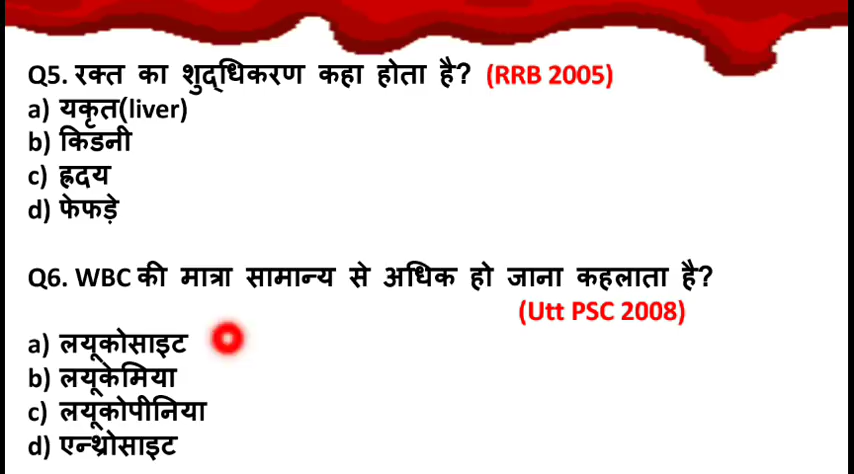 Q5. रक्त का शुद्धिकरण कहा होता है? (RRB 2005)
a) यकृत(liver)
b) किडनी
c) ह्रदय
d) फेफड़े
Q6. WBC की मात्रा सामान्य से अधिक हो जाना कहलाता है?
(Utt PSC 2008)
a) लयूकोसाइट
b) लयूकेमिया
c) लयूकोपीनिया
d) एन्थ्रोसाइट